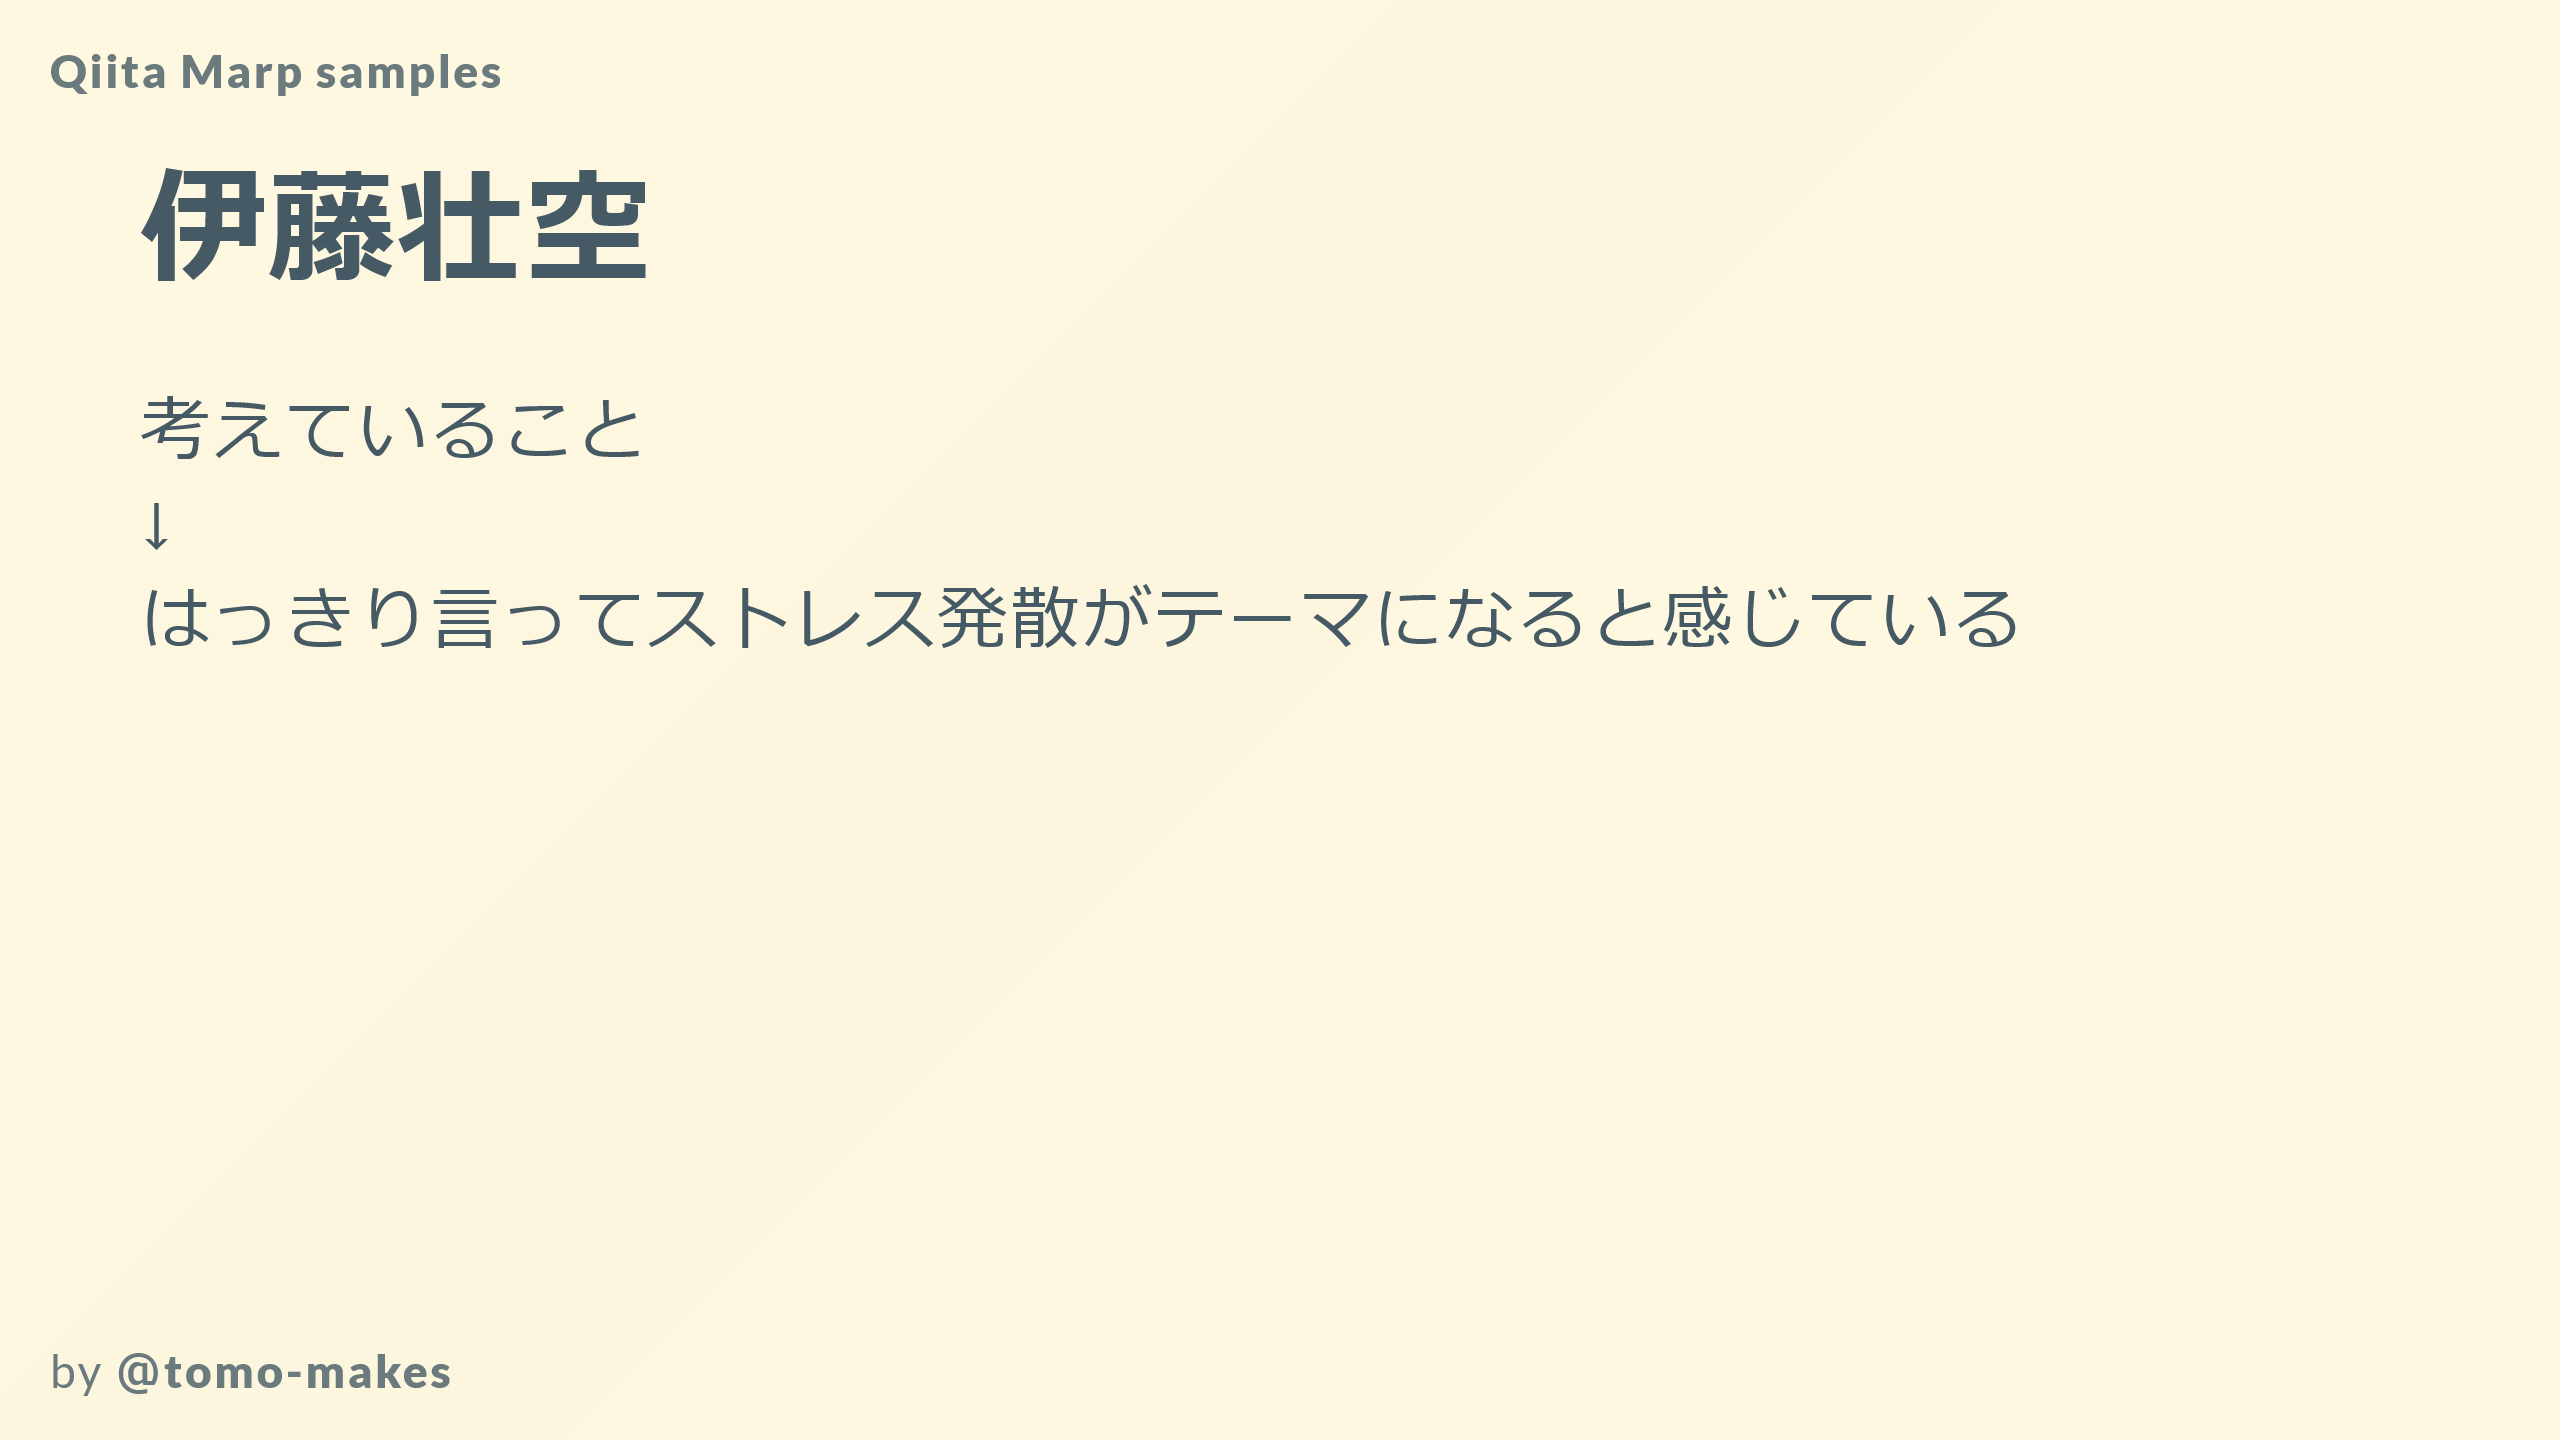 Qiita Marp samples
伊藤壮空
考えていること
↓
はっきり言ってストレス発散がテーマになると感じている
by @tomo-makes